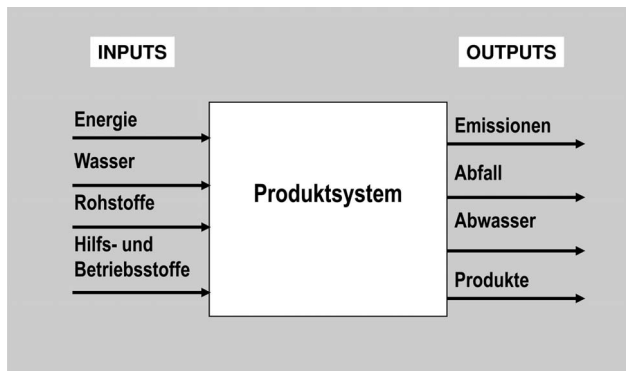 INPUTS
OUTPUTS
Energie
Wasser
Rohstoffe
Hilfs- und
Betriebsstoffe
Produktsystem
Emissionen
Abfall
Abwasser
Produkte